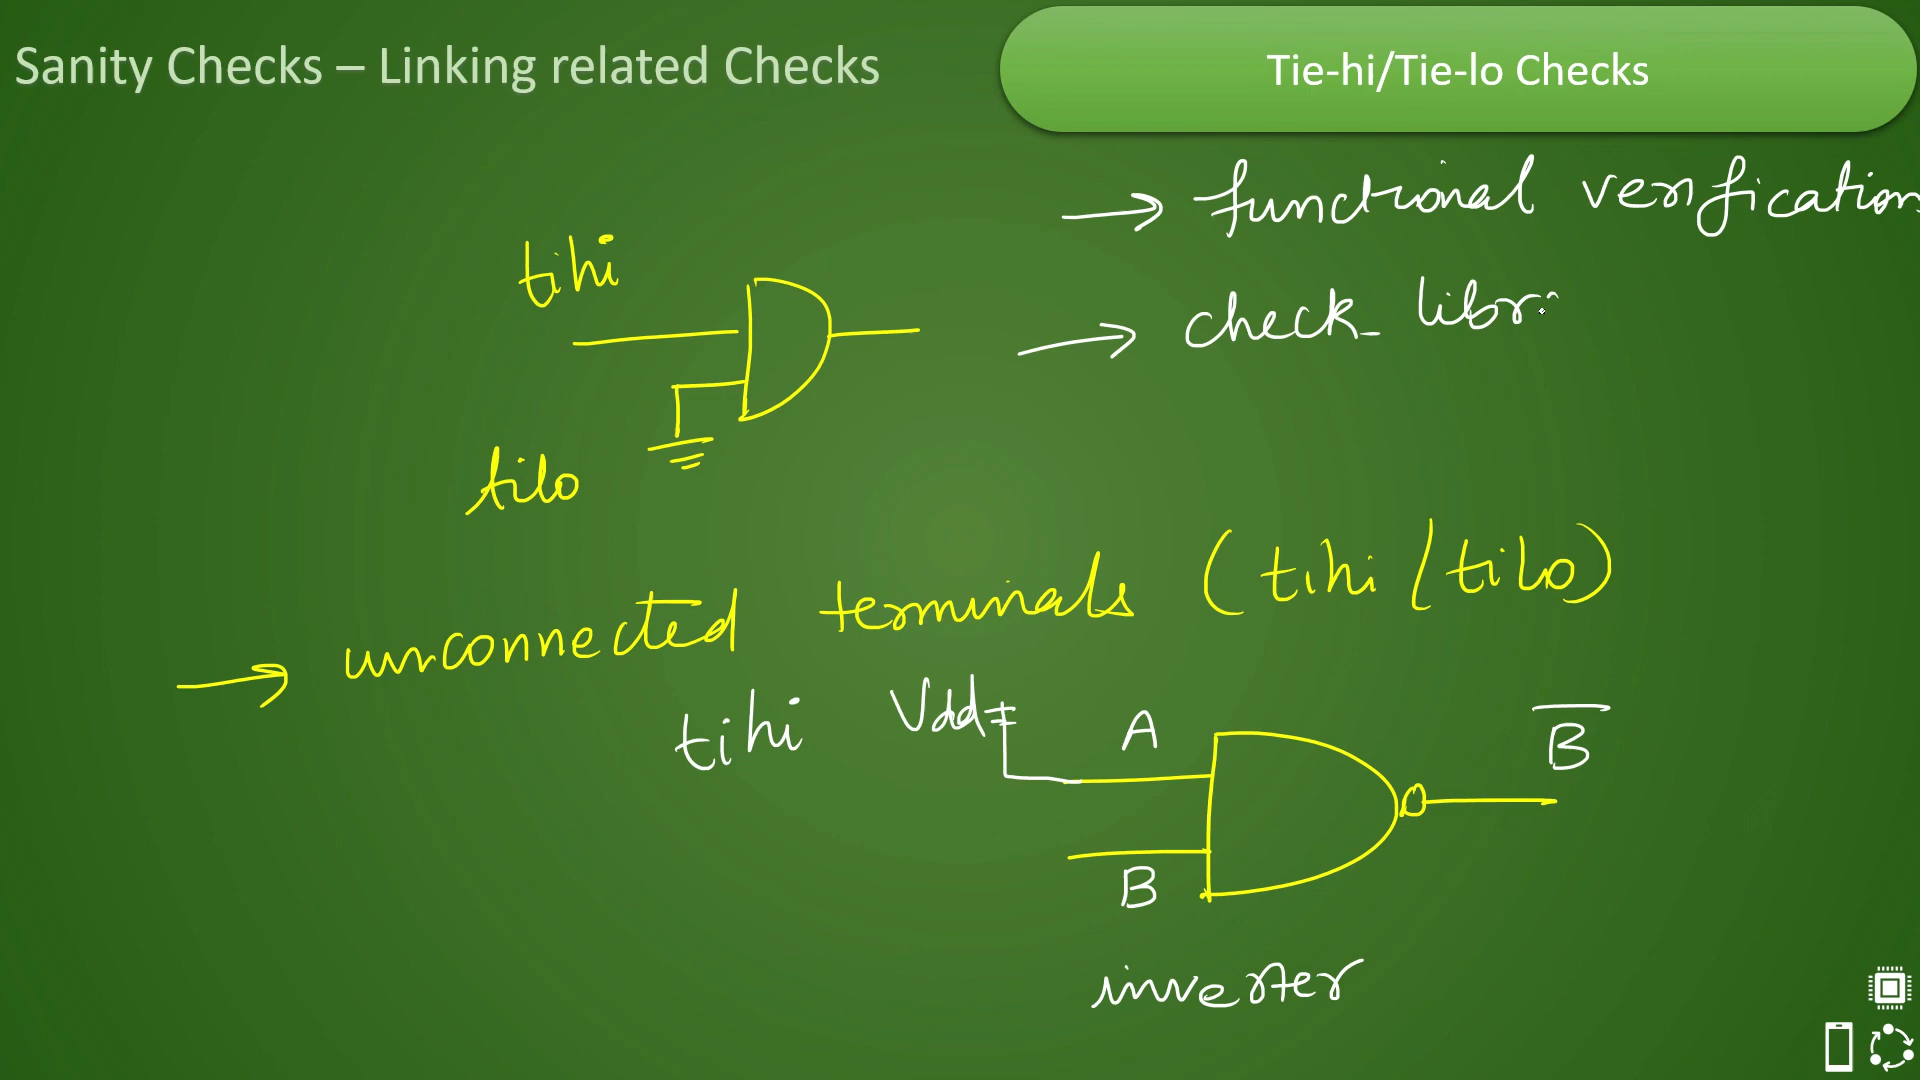 Sanity Checks – Linking related Checks
Tie-hi/Tie-lo Checks
→ functional verification
tihi
→ check_ libr
tilo
→ unconnected terminals (tihi/tilo)
tihi Vdd
A
B̅
B
inverter